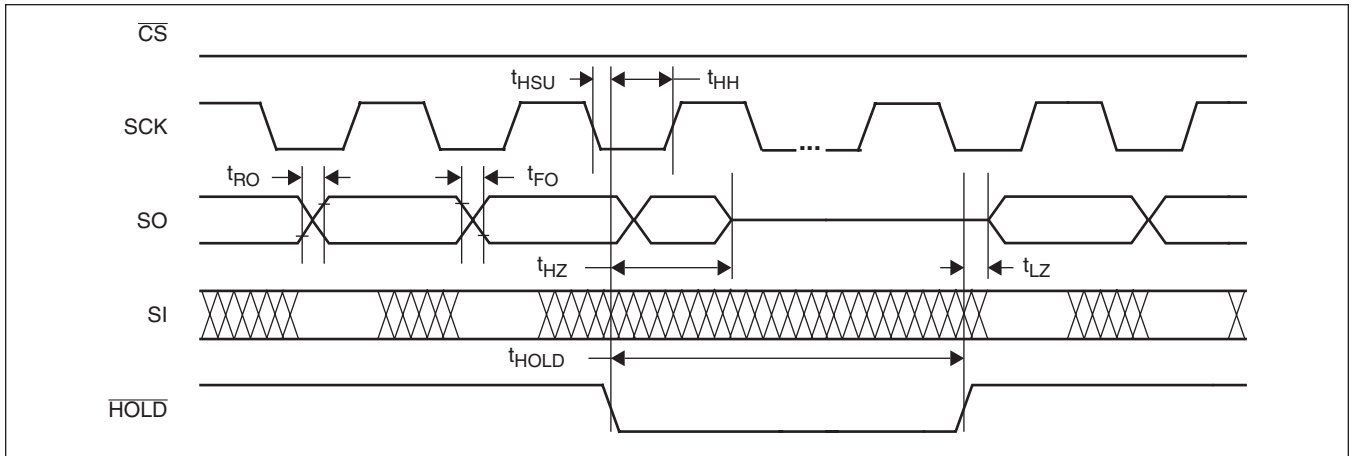 CS
tHSU
tHH
SCK
tRO
tFO
SO
tHZ
tLZ
SI
tHOLD
HOLD
...